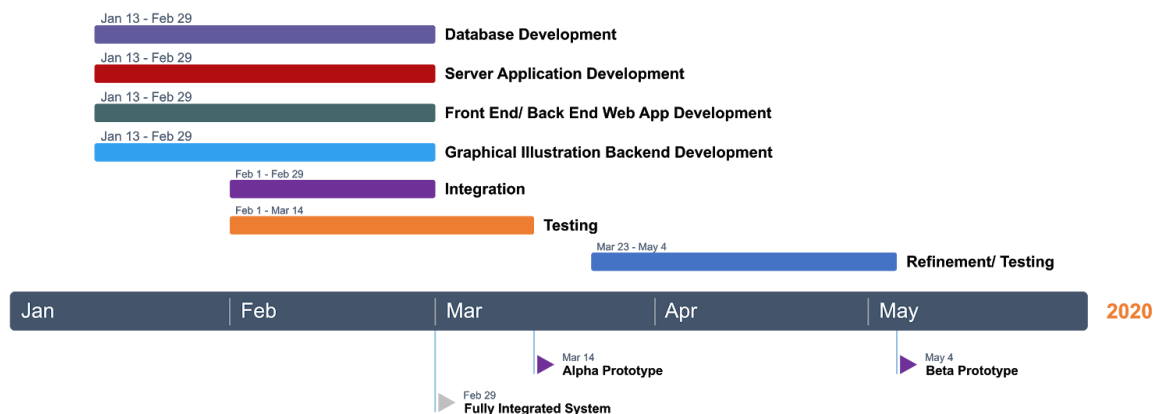 Jan 13 - Feb 29
Database Development
Jan 13 - Feb 29
Server Application Development
Jan 13 - Feb 29
Front End/ Back End Web App Development
Jan 13 - Feb 29
Graphical Illustration Backend Development
Feb 1 - Feb 29
Integration
Feb 1 - Mar 14
Testing
Mar 23 - May 4
Refinement/ Testing
Jan Feb Mar Apr May 2020
Mar 14
Alpha Prototype
May 4
Beta Prototype
Feb 29
Fully Integrated System